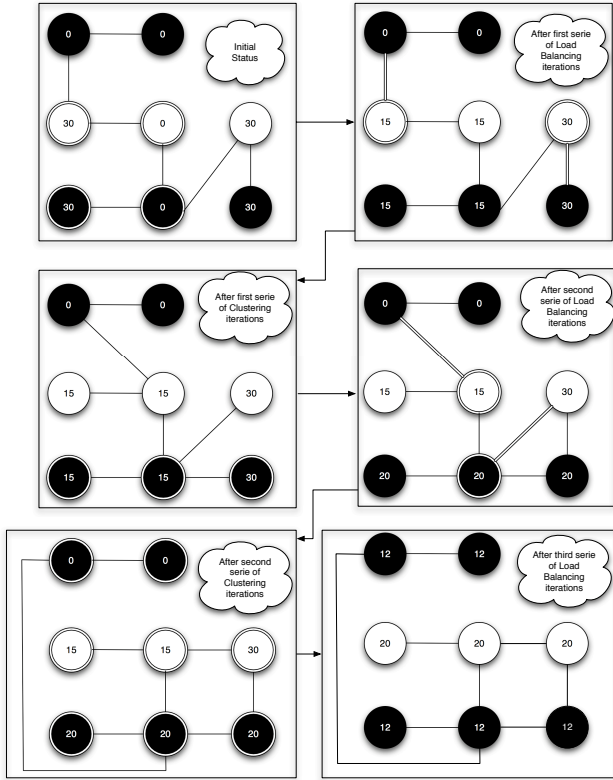 0 0
Initial
Status
30 0 30
30 0 30
0 0
After first serie
of Load
Balancing
iterations
15 15 30
15 15 30
0 0
After first serie
of Clustering
iterations
15 15 30
15 15 30
0 0
After second
serie of Load
Balancing
iterations
15 15 30
20 20 20
0 0
After second
serie of
Clustering
iterations
15 15 30
20 20 20
12 12
After third serie
of Load
Balancing
iterations
20 20 20
12 12 12